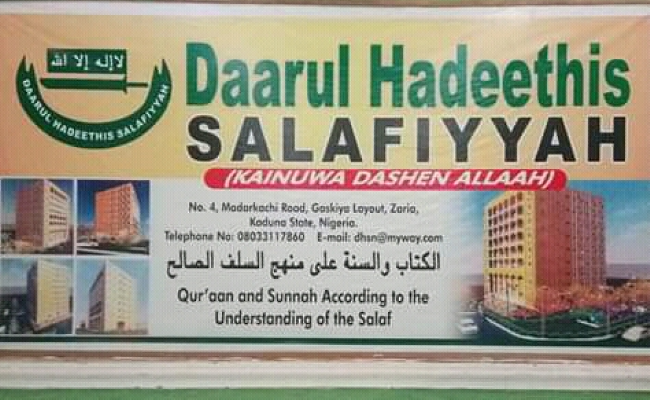 لا إله إلا الله
DAARUL HADEETHIS SALAFIYYAH
Daarul Hadeethis
SALAFIYYAH
(KAINUWA DASHEN ALLAAH)
No. 4, Madarkachi Road, Gaskiya Layout, Zaria,
Kaduna State, Nigeria.
Telephone No: 08033117860 E-mail: dhsn@myway.com
الكتاب والسنة على منهج السلف الصالح
Qur'aan and Sunnah According to the
Understanding of the Salaf